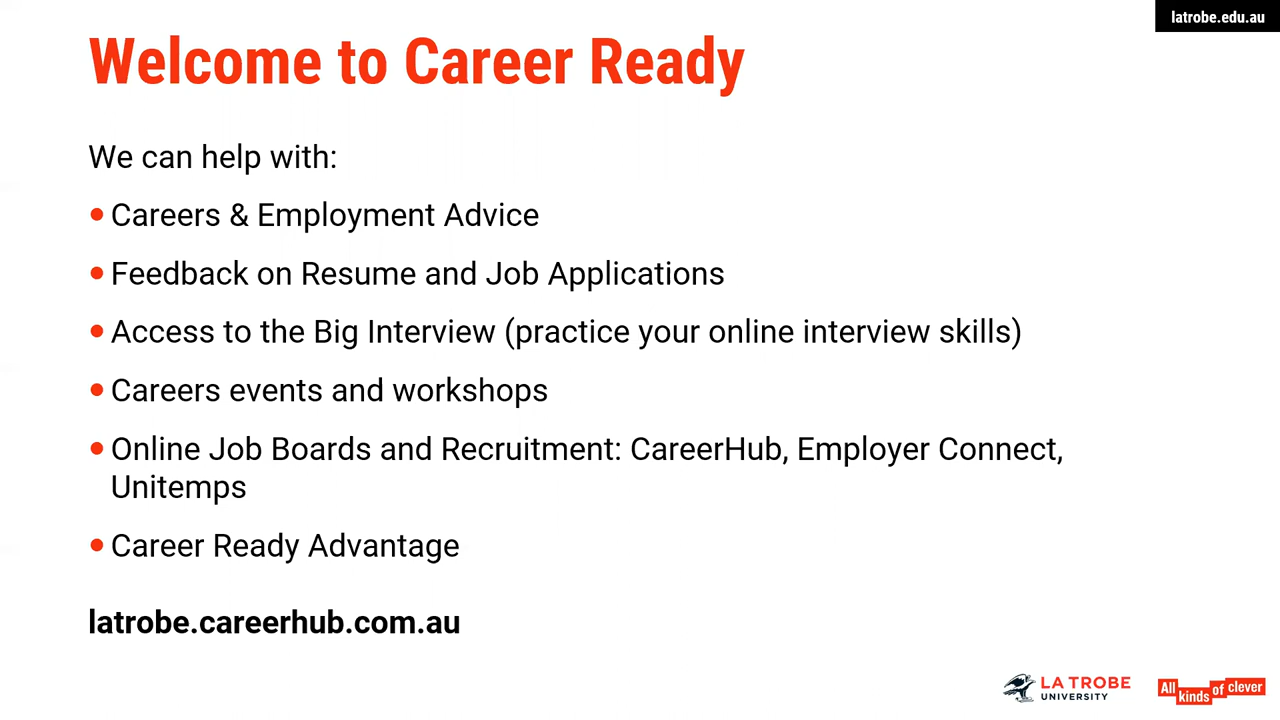 latrobe.edu.au
Welcome to Career Ready
We can help with:
• Careers & Employment Advice
• Feedback on Resume and Job Applications
• Access to the Big Interview (practice your online interview skills)
• Careers events and workshops
• Online Job Boards and Recruitment: CareerHub, Employer Connect,
Unitemps
• Career Ready Advantage
latrobe.careerhub.com.au
LA TROBE
UNIVERSITY
All kinds of clever